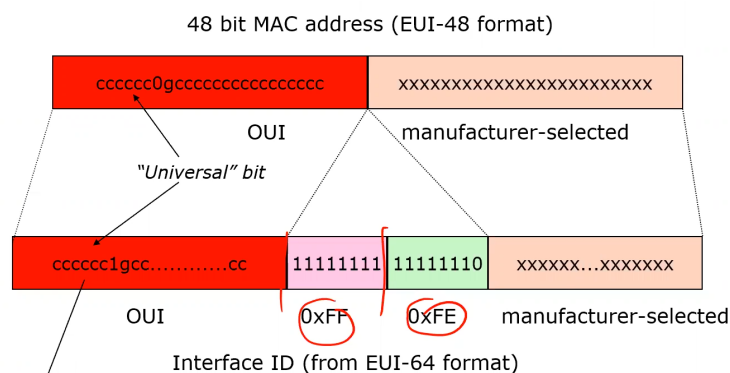 48 bit MAC address (EUI-48 format)
cccccc0gcccccccccccccccc
xxxxxxxxxxxxxxxxxxxxxxxx
OUI
manufacturer-selected
“Universal” bit
cccccc1gcc............cc
11111111
11111110
xxxxxx...xxxxxxx
OUI
0xFF
0xFE
manufacturer-selected
Interface ID (from EUI-64 format)